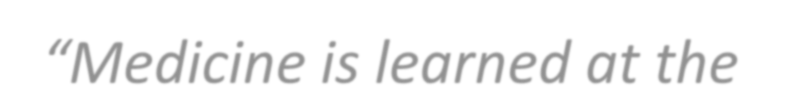 “Medicine is learned at the